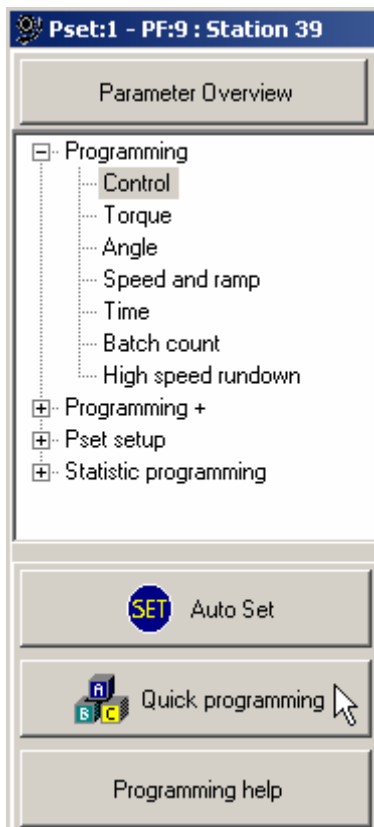 Pset:1 - PF:9 : Station 39
Parameter Overview
Programming
Control
Torque
Angle
Speed and ramp
Time
Batch count
High speed rundown
Programming +
Pset setup
Statistic programming
SET Auto Set
A B C Quick programming
Programming help